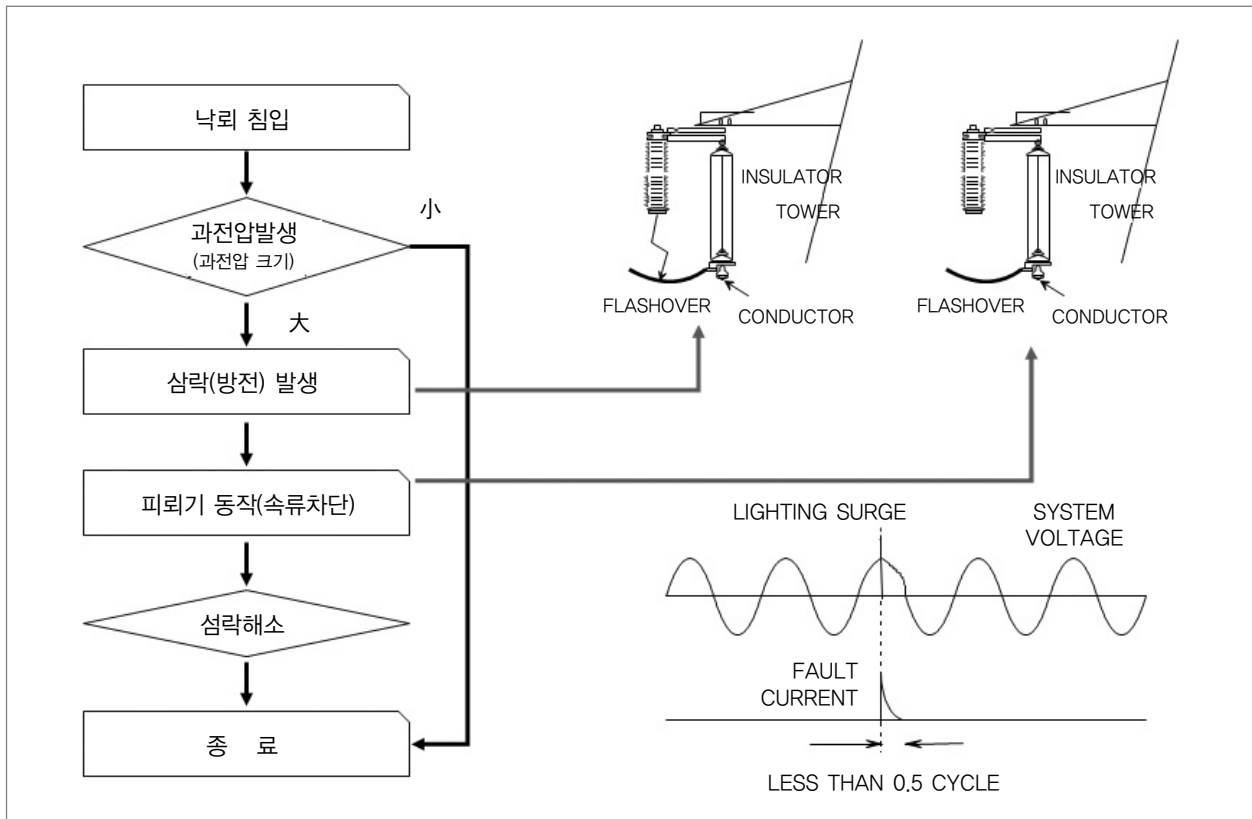 낙뢰 침입
과전압발생
(과전압 크기)
小
大
삼락(방전) 발생
피뢰기 동작(속류차단)
섬락해소
종 료
INSULATOR
TOWER
FLASHOVER
CONDUCTOR
INSULATOR
TOWER
FLASHOVER
CONDUCTOR
LIGHTING SURGE
SYSTEM
VOLTAGE
FAULT
CURRENT
LESS THAN 0.5 CYCLE